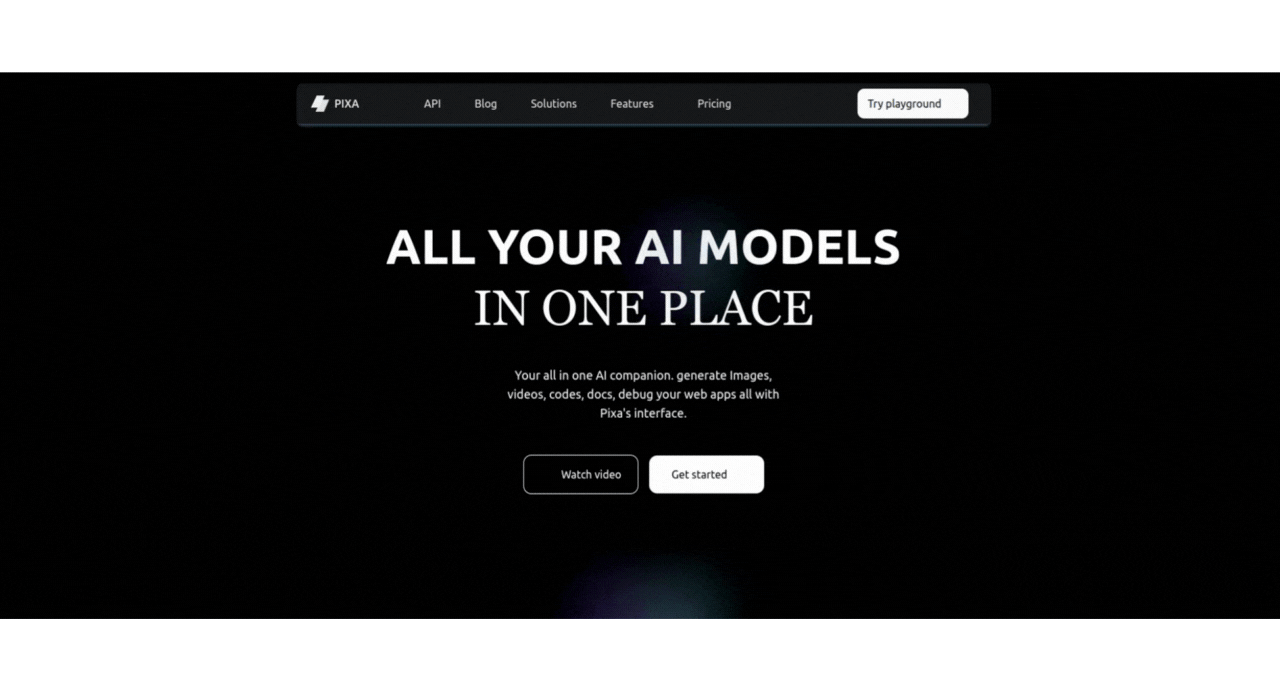 PIXA
API
Blog
Solutions
Features
Pricing
Try playground
ALL YOUR AI MODELS
IN ONE PLACE
Your all in one AI companion. generate Images,
videos, codes, docs, debug your web apps all with
Pixa's interface.
Watch video
Get started